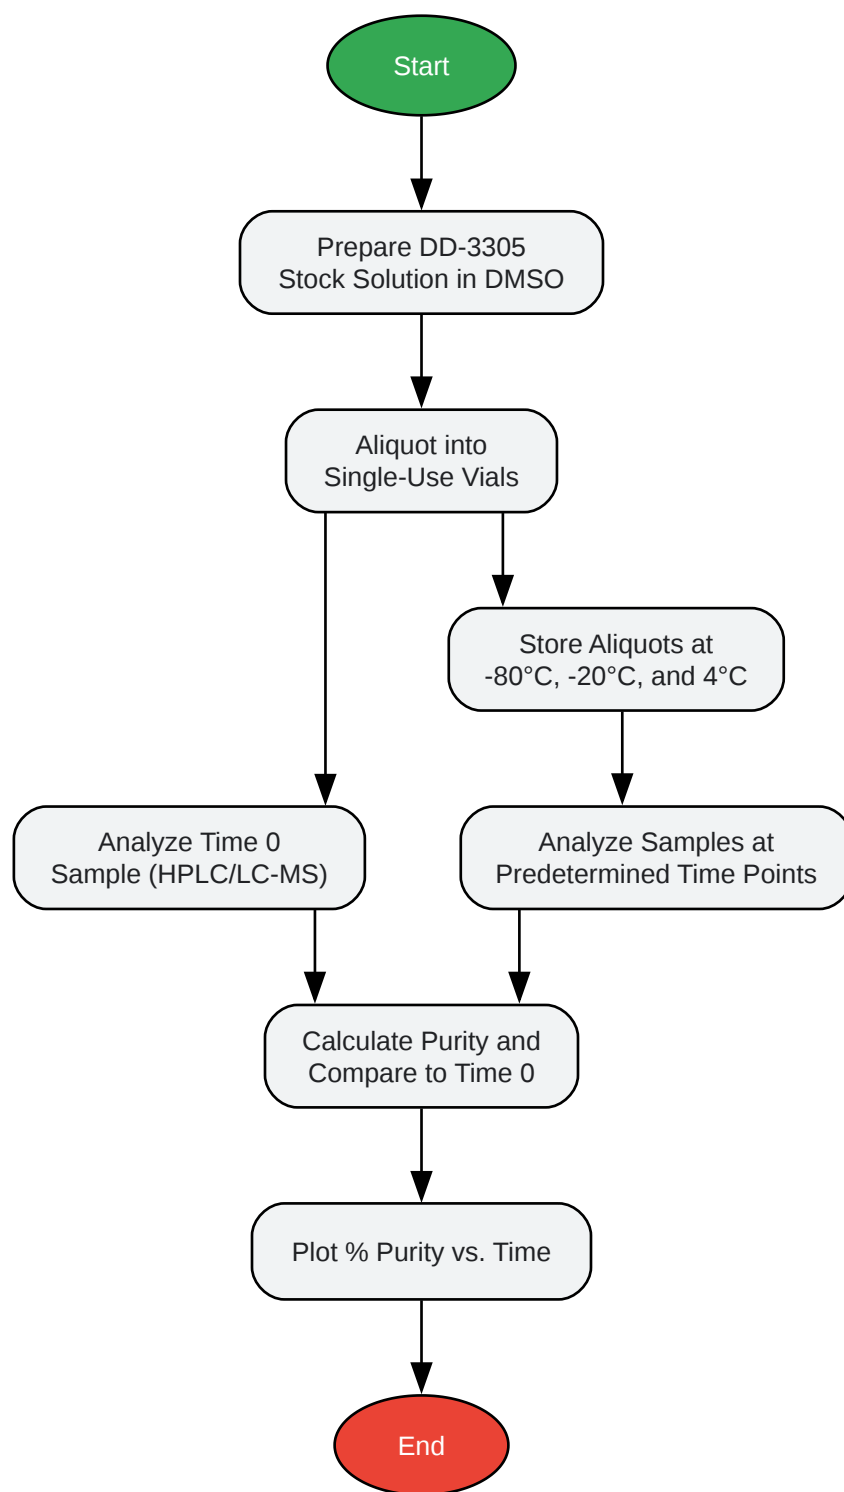 Start
Prepare DD-3305
Stock Solution in DMSO
Aliquot into
Single-Use Vials
Store Aliquots at
-80°C, -20°C, and 4°C
Analyze Time 0
Sample (HPLC/LC-MS)
Analyze Samples at
Predetermined Time Points
Calculate Purity and
Compare to Time 0
Plot % Purity vs. Time
End